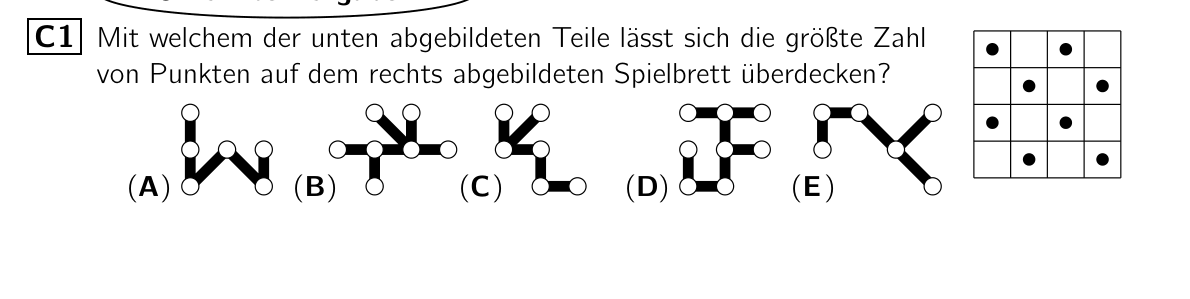 C1 Mit welchem der unten abgebildeten Teile lässt sich die größte Zahl
von Punkten auf dem rechts abgebildeten Spielbrett überdecken?
(A) (B) (C) (D) (E)